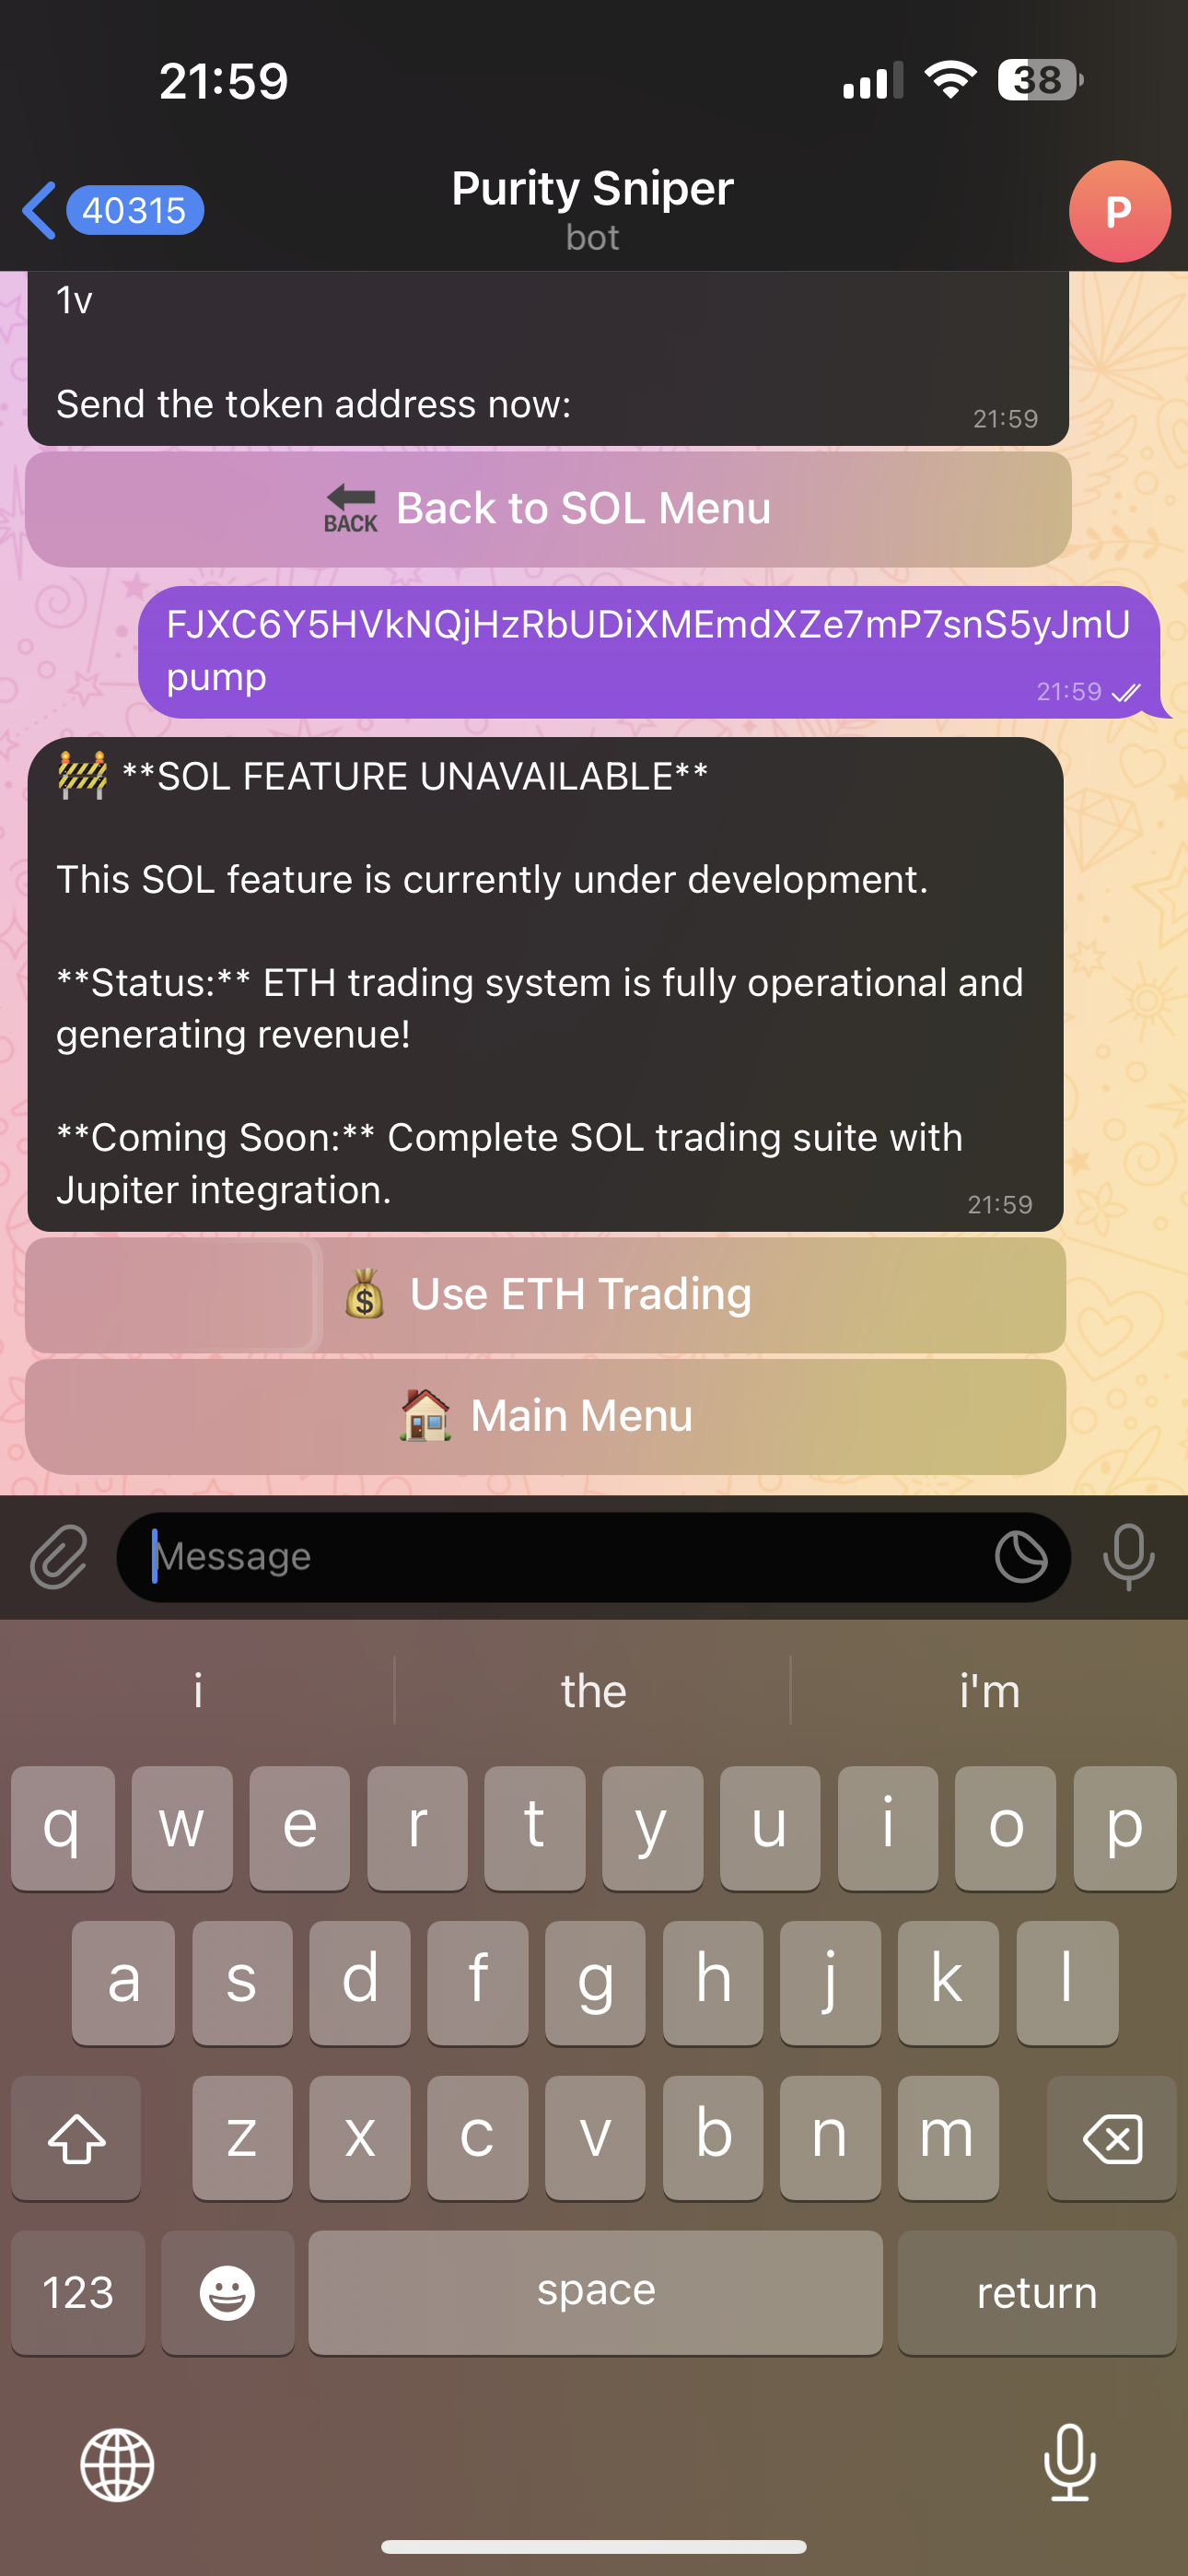 21:59
38
40315
Purity Sniper
bot
P
1v
Send the token address now:
21:59
BACK
Back to SOL Menu
FJXC6Y5HVkNQjHzRbUDiXMEmdXZe7mP7snS5yJmU
pump
21:59
🚧 **SOL FEATURE UNAVAILABLE**
This SOL feature is currently under development.
**Status:** ETH trading system is fully operational and
generating revenue!
**Coming Soon:** Complete SOL trading suite with
Jupiter integration.
21:59
💰 Use ETH Trading
🏠 Main Menu
Message
i the i'm
q w e r t y u i o p
a s d f g h j k l
z x c v b n m
123 space return